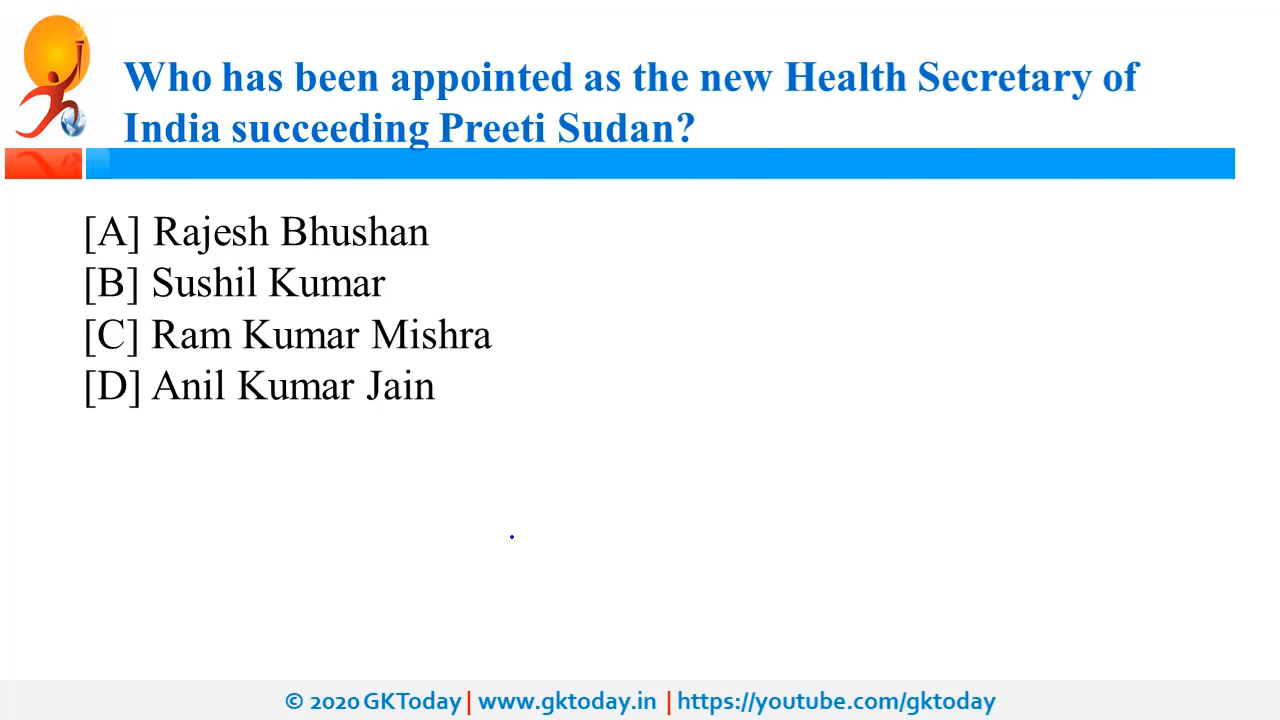 Who has been appointed as the new Health Secretary of
India succeeding Preeti Sudan?
[A] Rajesh Bhushan
[B] Sushil Kumar
[C] Ram Kumar Mishra
[D] Anil Kumar Jain
© 2020 GKToday | www.gktoday.in | https://youtube.com/gktoday